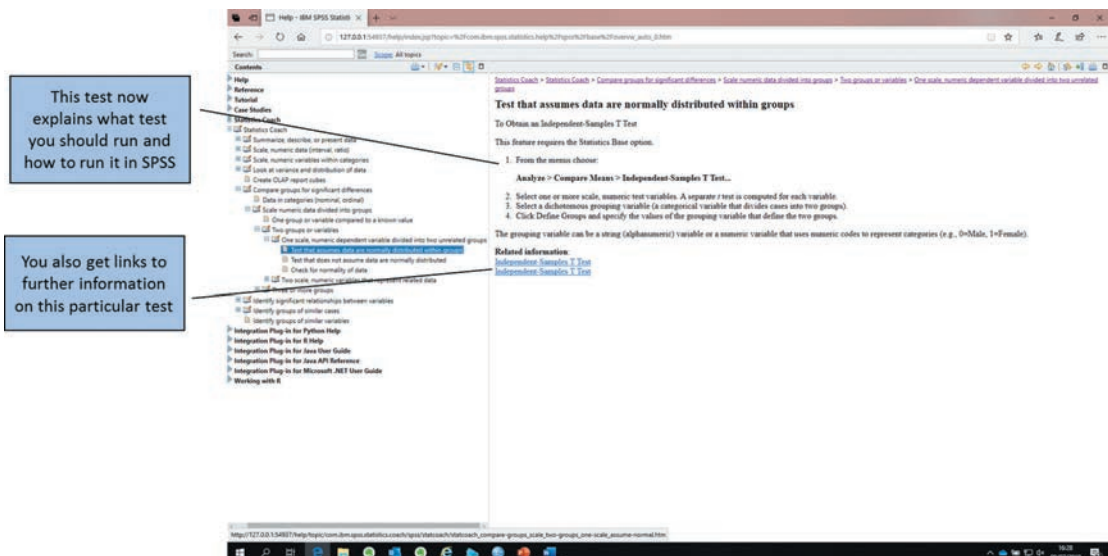 Help - IBM SPSS Statisti
Search:
Scope: All topics
Contents
Help
Reference
Tutorial
Case Studies
Statistics Coach
Statistics Coach
Summarize, describe, or present data
Scale, numeric data (interval, ratio)
Scale, numeric variables within categories
Look at variance and distribution of data
Create OLAP report cubes
Compare groups for significant differences
Data in categories (nominal, ordinal)
Scale numeric data divided into groups
One group or variable compared to a known value
Two groups or variables
One scale, numeric dependent variable divided into two unrelated groups
Test that assumes data are normally distributed within groups
Test that does not assume data are normally distributed
Check for normality of data
Two scale, numeric variables that represent related data
Three or more groups
Identify significant relationships between variables
Identify groups of similar cases
Identify groups of similar variables
Integration Plug-in for Python Help
Integration Plug-in for R Help
Integration Plug-in for Java User Guide
Integration Plug-in for Java API Reference
Integration Plug-in for Microsoft .NET User Guide
Working with R
Statistics Coach > Statistics Coach > Compare groups for significant differences > Scale numeric data divided into groups > Two groups or variables > One scale, numeric dependent variable divided into two unrelated
groups
Test that assumes data are normally distributed within groups
To Obtain an Independent-Samples T Test
This feature requires the Statistics Base option.
1. From the menus choose:
Analyze > Compare Means > Independent-Samples T Test...
2. Select one or more scale, numeric test variables. A separate t test is computed for each variable.
3. Select a dichotomous grouping variable (a categorical variable that divides cases into two groups).
4. Click Define Groups and specify the values of the grouping variable that define the two groups.
The grouping variable can be a string (alphanumeric) variable or a numeric variable that uses numeric codes to represent categories (e.g., 0=Male, 1=Female).
Related information:
Independent-Samples T Test
Independent-Samples T Test
This test now
explains what test
you should run and
how to run it in SPSS
You also get links to
further information
on this particular test
16:28